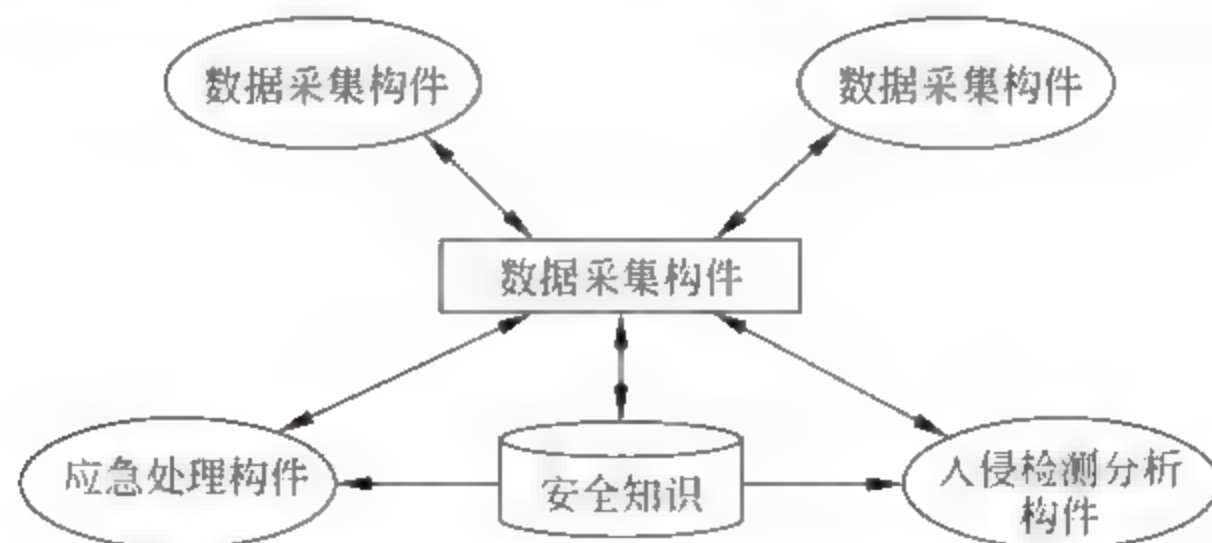 数据采集构件
数据采集构件
数据采集构件
应急处理构件
安全知识
入侵检测分析
构件